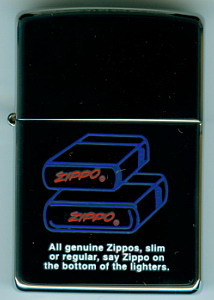 ZIPPO®
ZIPPO®
All genuine Zippos, slim
or regular, say Zippo on
the bottom of the lighters.